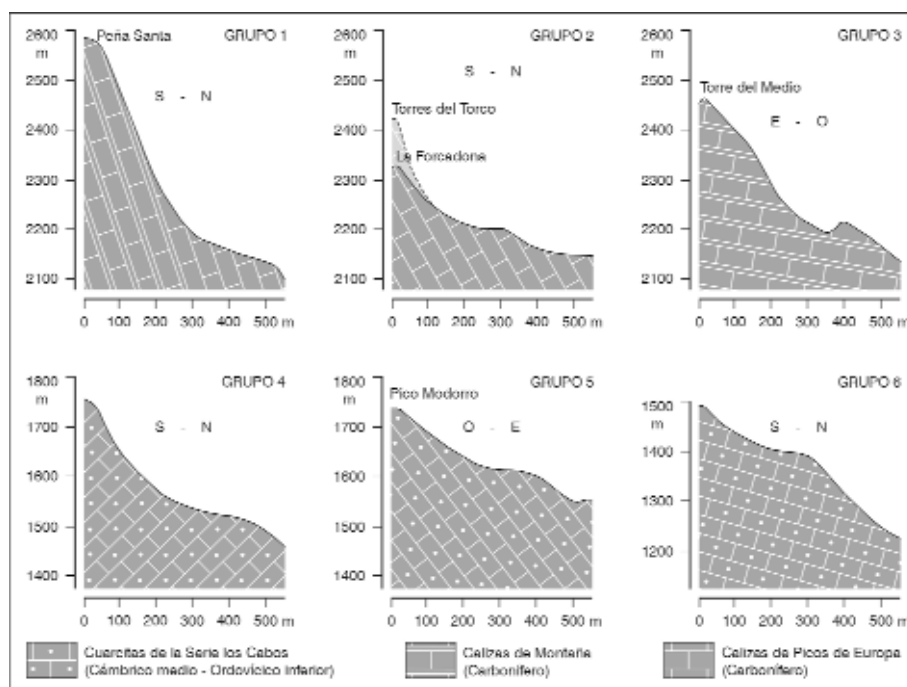 2600
m
2500
2400
2300
2200
2100
Peña Santa
GRUPO 1
S - N
0 100 200 300 400 500 m
2600
m
2500
2400
2300
2200
2100
GRUPO 2
S - N
Torres del Torco
La Forcadona
0 100 200 300 400 500 m
2600
m
2500
2400
2300
2200
2100
GRUPO 3
Torre del Medio
E - O
0 100 200 300 400 500 m
1800
m
1700
1600
1500
1400
GRUPO 4
S - N
0 100 200 300 400 500 m
1800
m
1700
1600
1500
1400
GRUPO 5
Pico Modorro
O - E
0 100 200 300 400 500 m
1500
m
1400
1300
1200
GRUPO 6
S - N
0 100 200 300 400 500 m
Cuarcitas de la Serie los Cabos
(Cámbrico medio - Ordovícico inferior)
Calizas de Montaña
(Carbonífero)
Calizas de Picos de Europa
(Carbonífero)